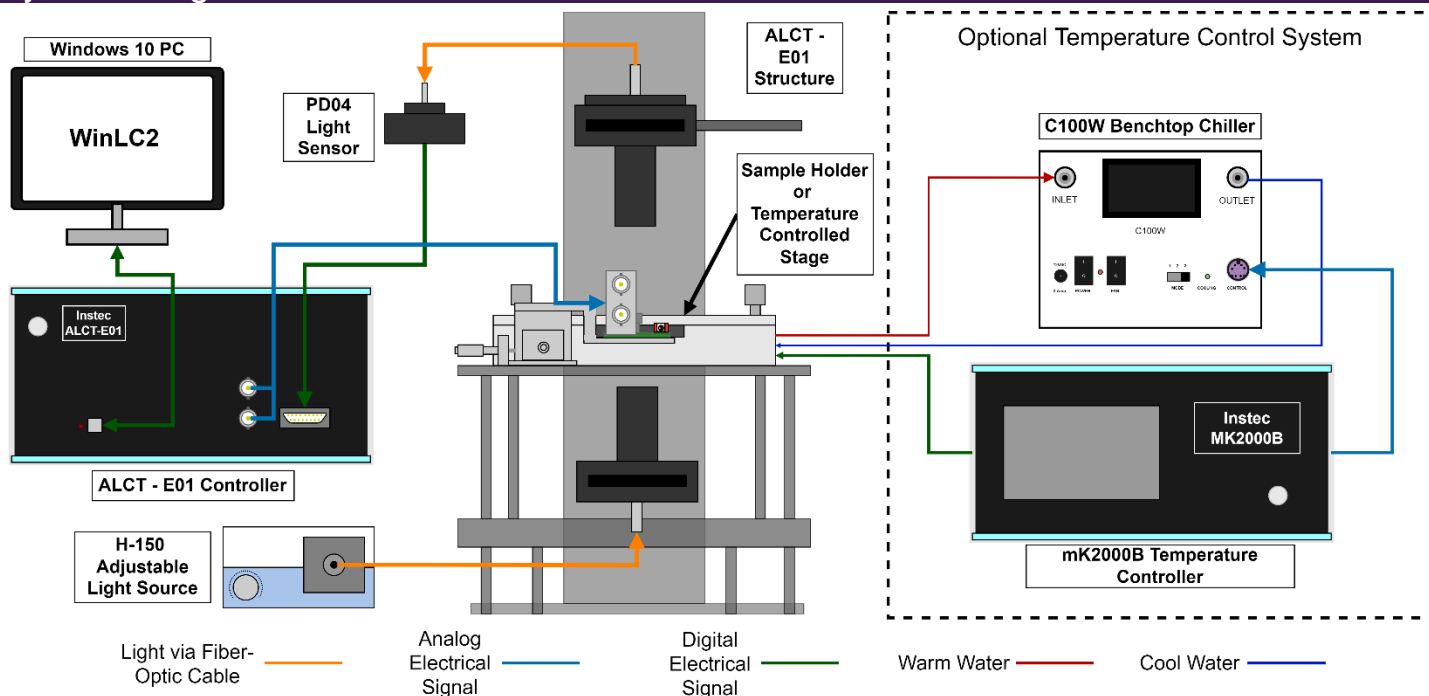 Windows 10 PC
WinLC2
PD04
Light
Sensor
ALCT -
E01
Structure
Sample Holder
or
Temperature
Controlled
Stage
Instec
ALCT-E01
ALCT - E01 Controller
H-150
Adjustable
Light Source
Optional Temperature Control System
C100W Benchtop Chiller
INLET
OUTLET
C100W
POWER
MODE
COOLING
CONTROL
1 2 3
Instec
MK2000B
mK2000B Temperature
Controller
Light via Fiber-
Optic Cable
Analog
Electrical
Signal
Digital
Electrical
Signal
Warm Water
Cool Water